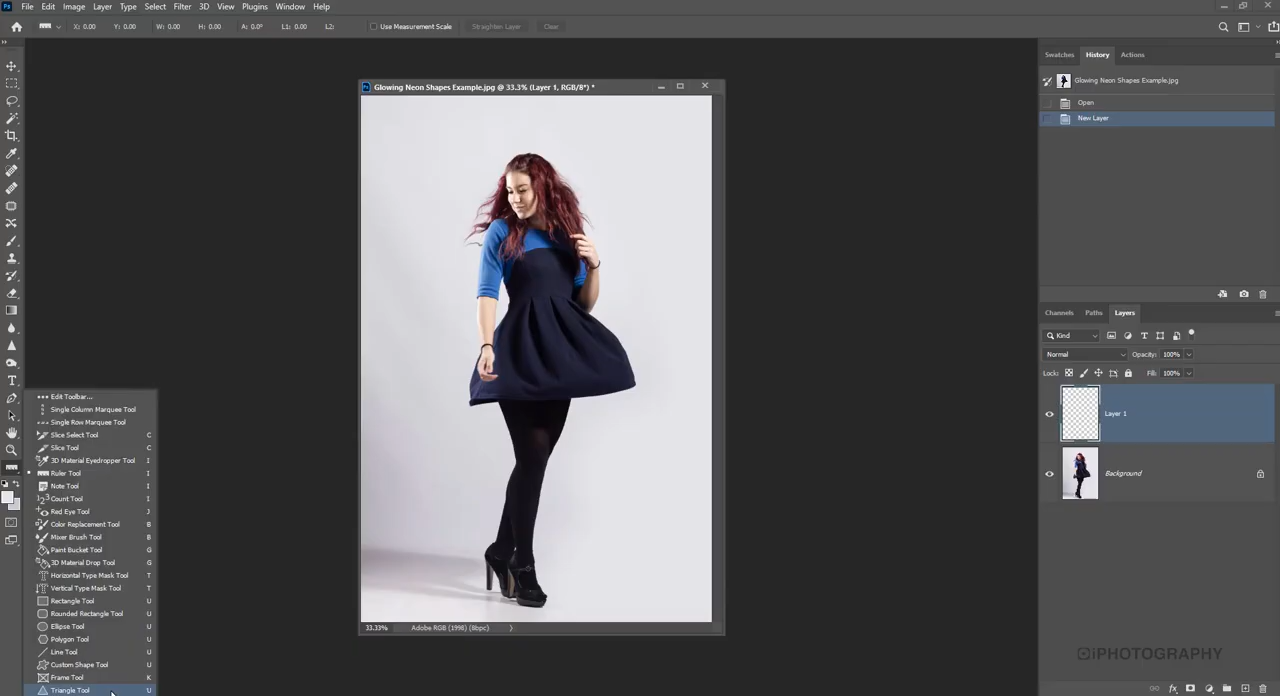 Ps File Edit Image Layer Type Select Filter 3D View Plugins Window Help
X: 0.00 Y: 0.00 W: 0.00 H: 0.00 A: 0.0° L1: 0.00 L2: Use Measurement Scale Straighten Layer Clear
Swatches History Actions
Glowing Neon Shapes Example.jpg
Open
New Layer
Ps Glowing Neon Shapes Example.jpg @ 33.3% (Layer 1, RGB/8*) *
Channels Paths Layers
Kind
Normal Opacity: 100%
Lock: Fill: 100%
Layer 1
Background
Edit Toolbar...
Single Column Marquee Tool
Single Row Marquee Tool
Slice Select Tool C
Slice Tool C
3D Material Eyedropper Tool I
Ruler Tool I
Note Tool I
Count Tool I
Red Eye Tool J
Color Replacement Tool B
Mixer Brush Tool B
Paint Bucket Tool G
3D Material Drop Tool G
Horizontal Type Mask Tool T
Vertical Type Mask Tool T
Rectangle Tool U
Rounded Rectangle Tool U
Ellipse Tool U
Polygon Tool U
Line Tool U
Custom Shape Tool U
Frame Tool K
Triangle Tool U
33.33% Adobe RGB (1998) (8bpc)
iPHOTOGRAPHY
fx